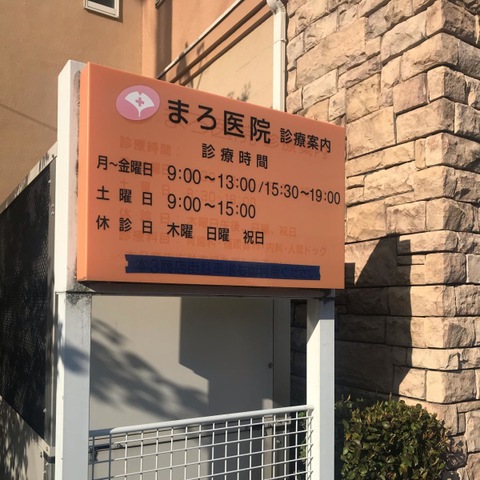 まろ医院 診療案内
診療時間
月～金曜日 9:00～13:00/15:30～19:00
土曜日 9:00～15:00
休診日 木曜 日曜 祝日